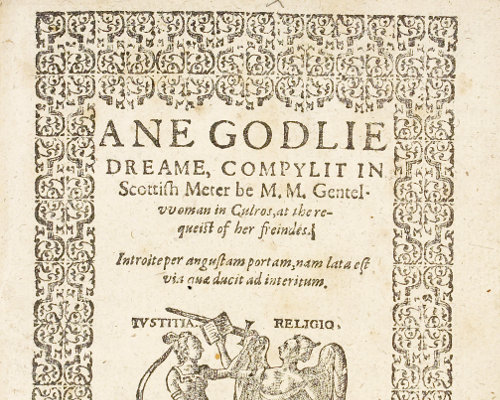 ANE GODLIE
DREAME, COMPYLIT IN
Scottiſh Meter be M. M. Gentel-
vvoman in Culros, at the re-
queiſt of her freindes.
Introite per anguſtam portam, nam lata eſt
via quæ ducit ad interitum.
IVSTITIA. RELIGIO.